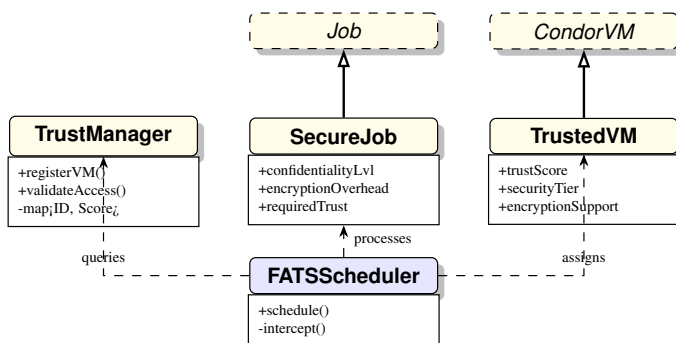 Job
CondorVM
TrustManager
+registerVM()
+validateAccess()
-map¡ID, Score¿
SecureJob
+confidentialityLvl
+encryptionOverhead
+requiredTrust
TrustedVM
+trustScore
+securityTier
+encryptionSupport
queries
processes
assigns
FATSScheduler
+schedule()
-intercept()